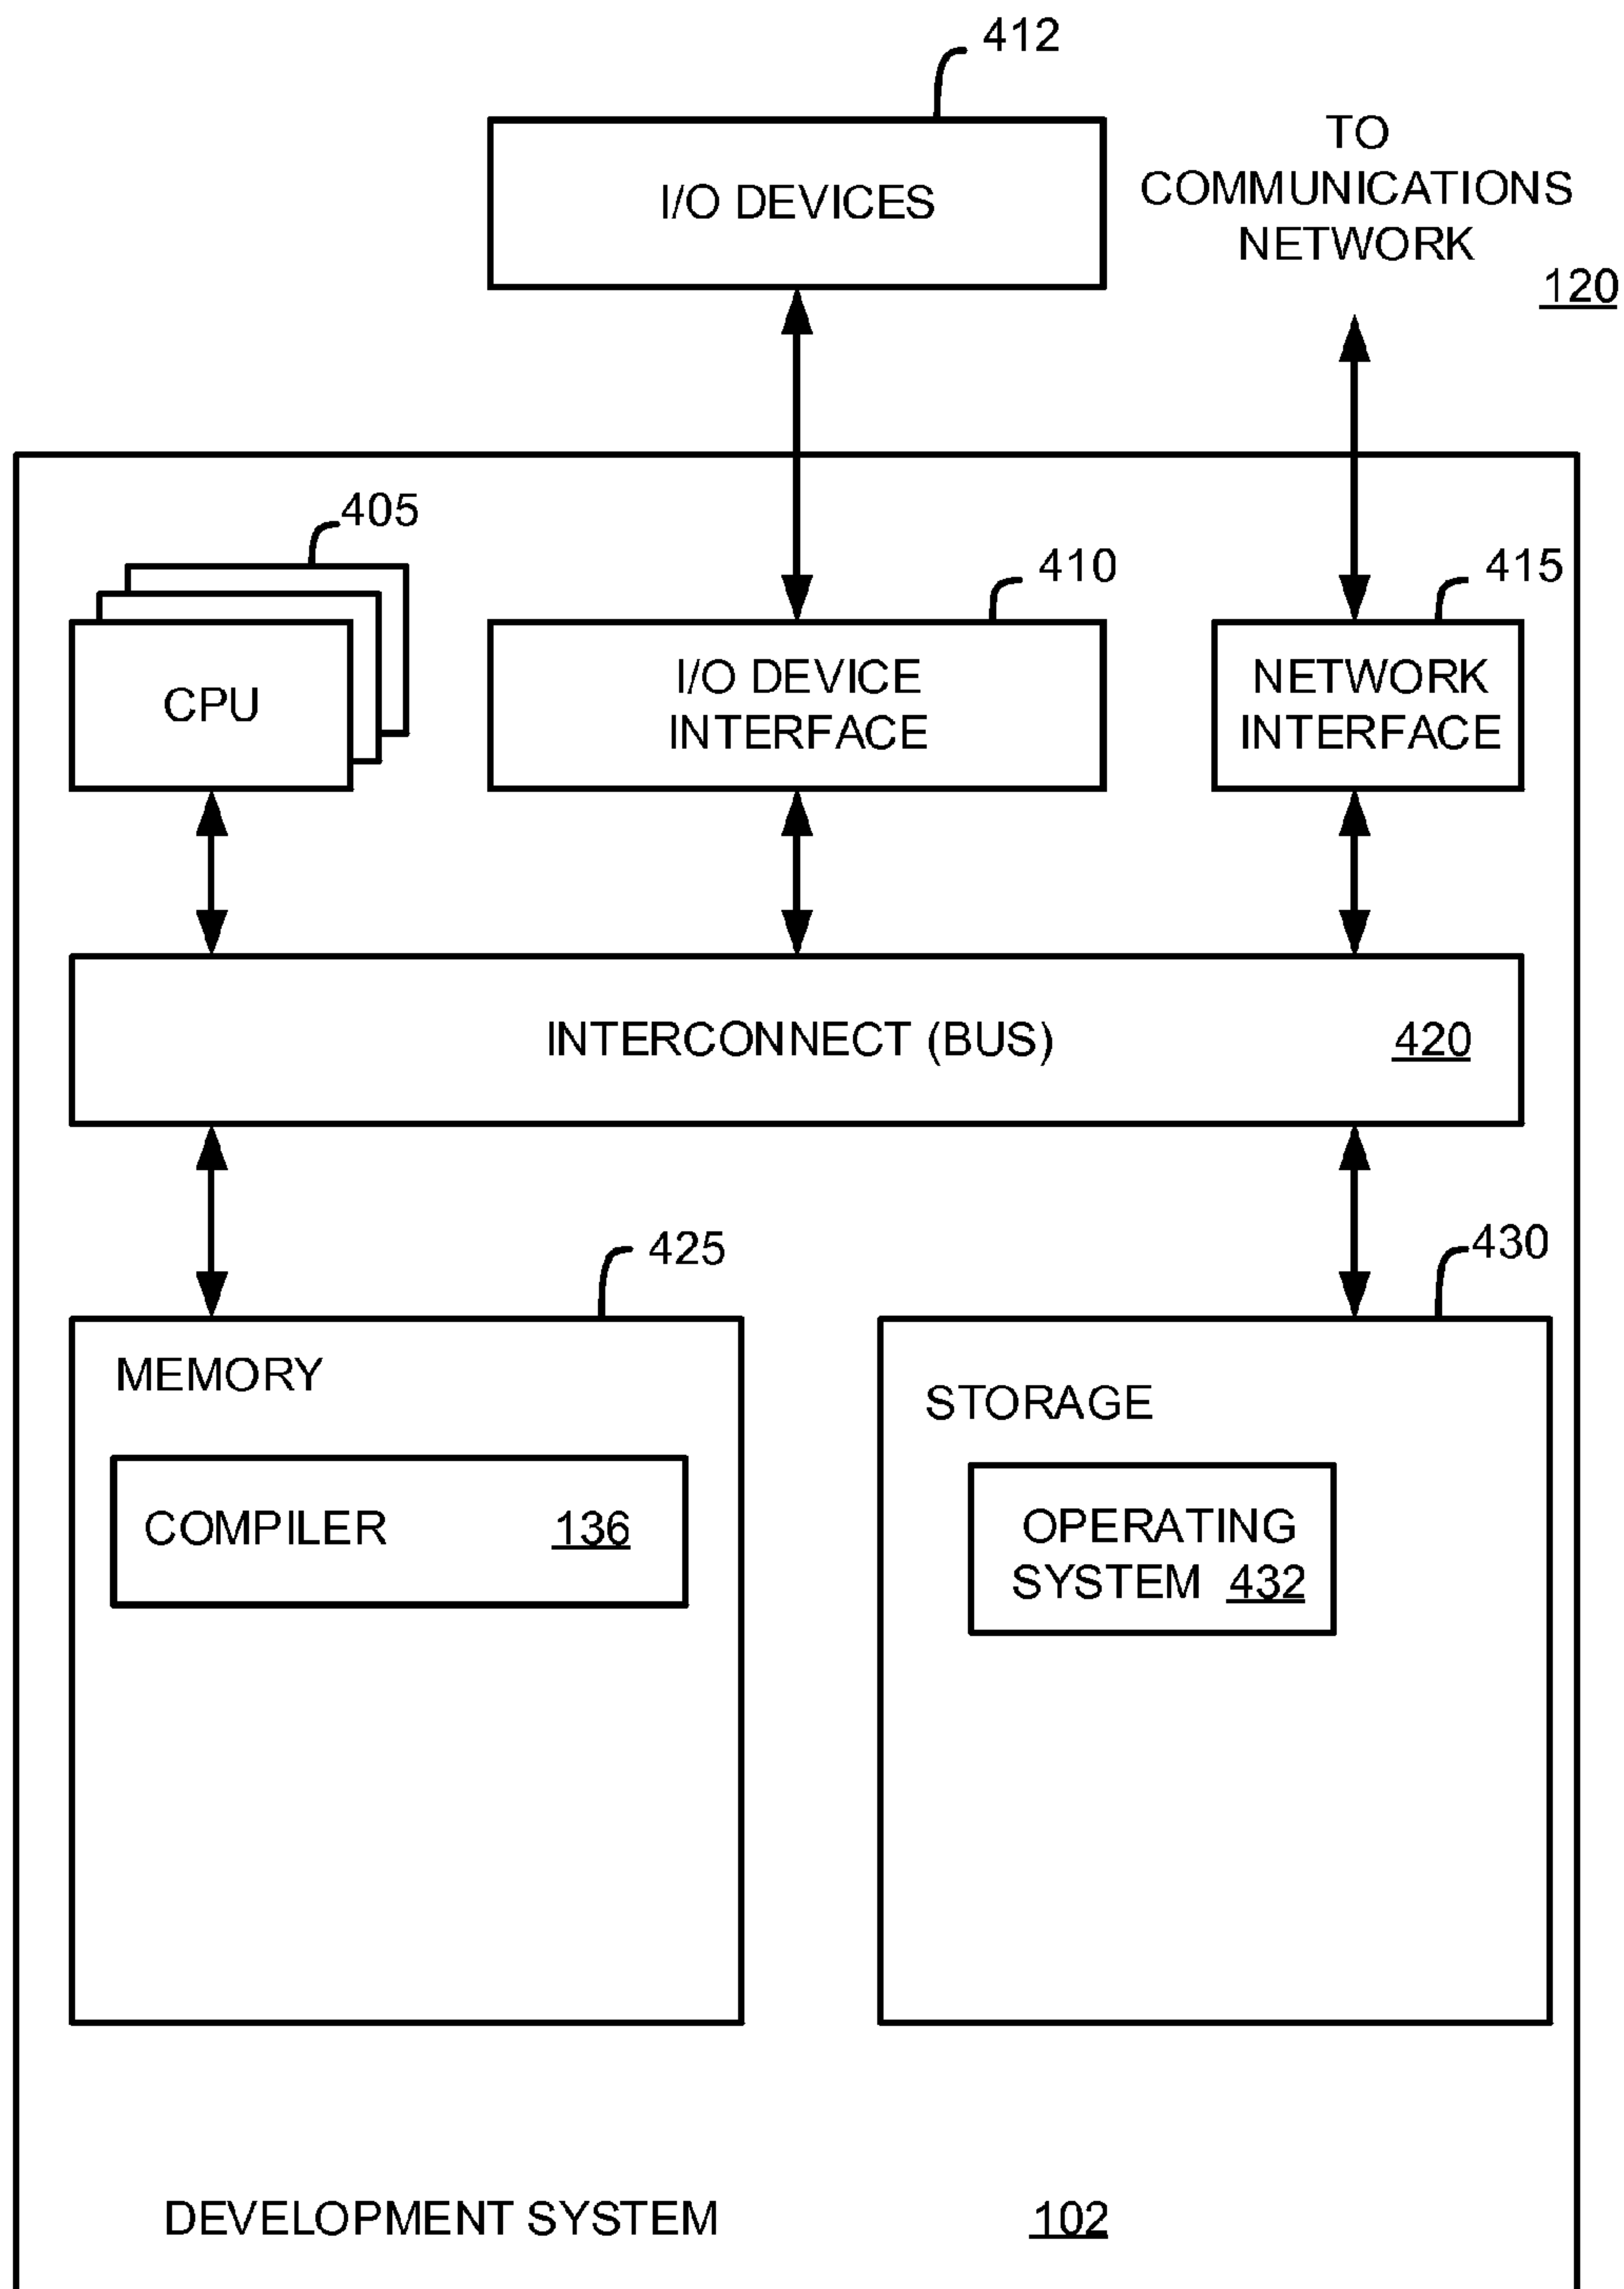 412
I/O DEVICES
TO
COMMUNICATIONS
NETWORK
120
405
410
415
CPU
I/O DEVICE
INTERFACE
NETWORK
INTERFACE
INTERCONNECT (BUS) 420
425
430
MEMORY
STORAGE
COMPILER 136
OPERATING
SYSTEM 432
DEVELOPMENT SYSTEM 102